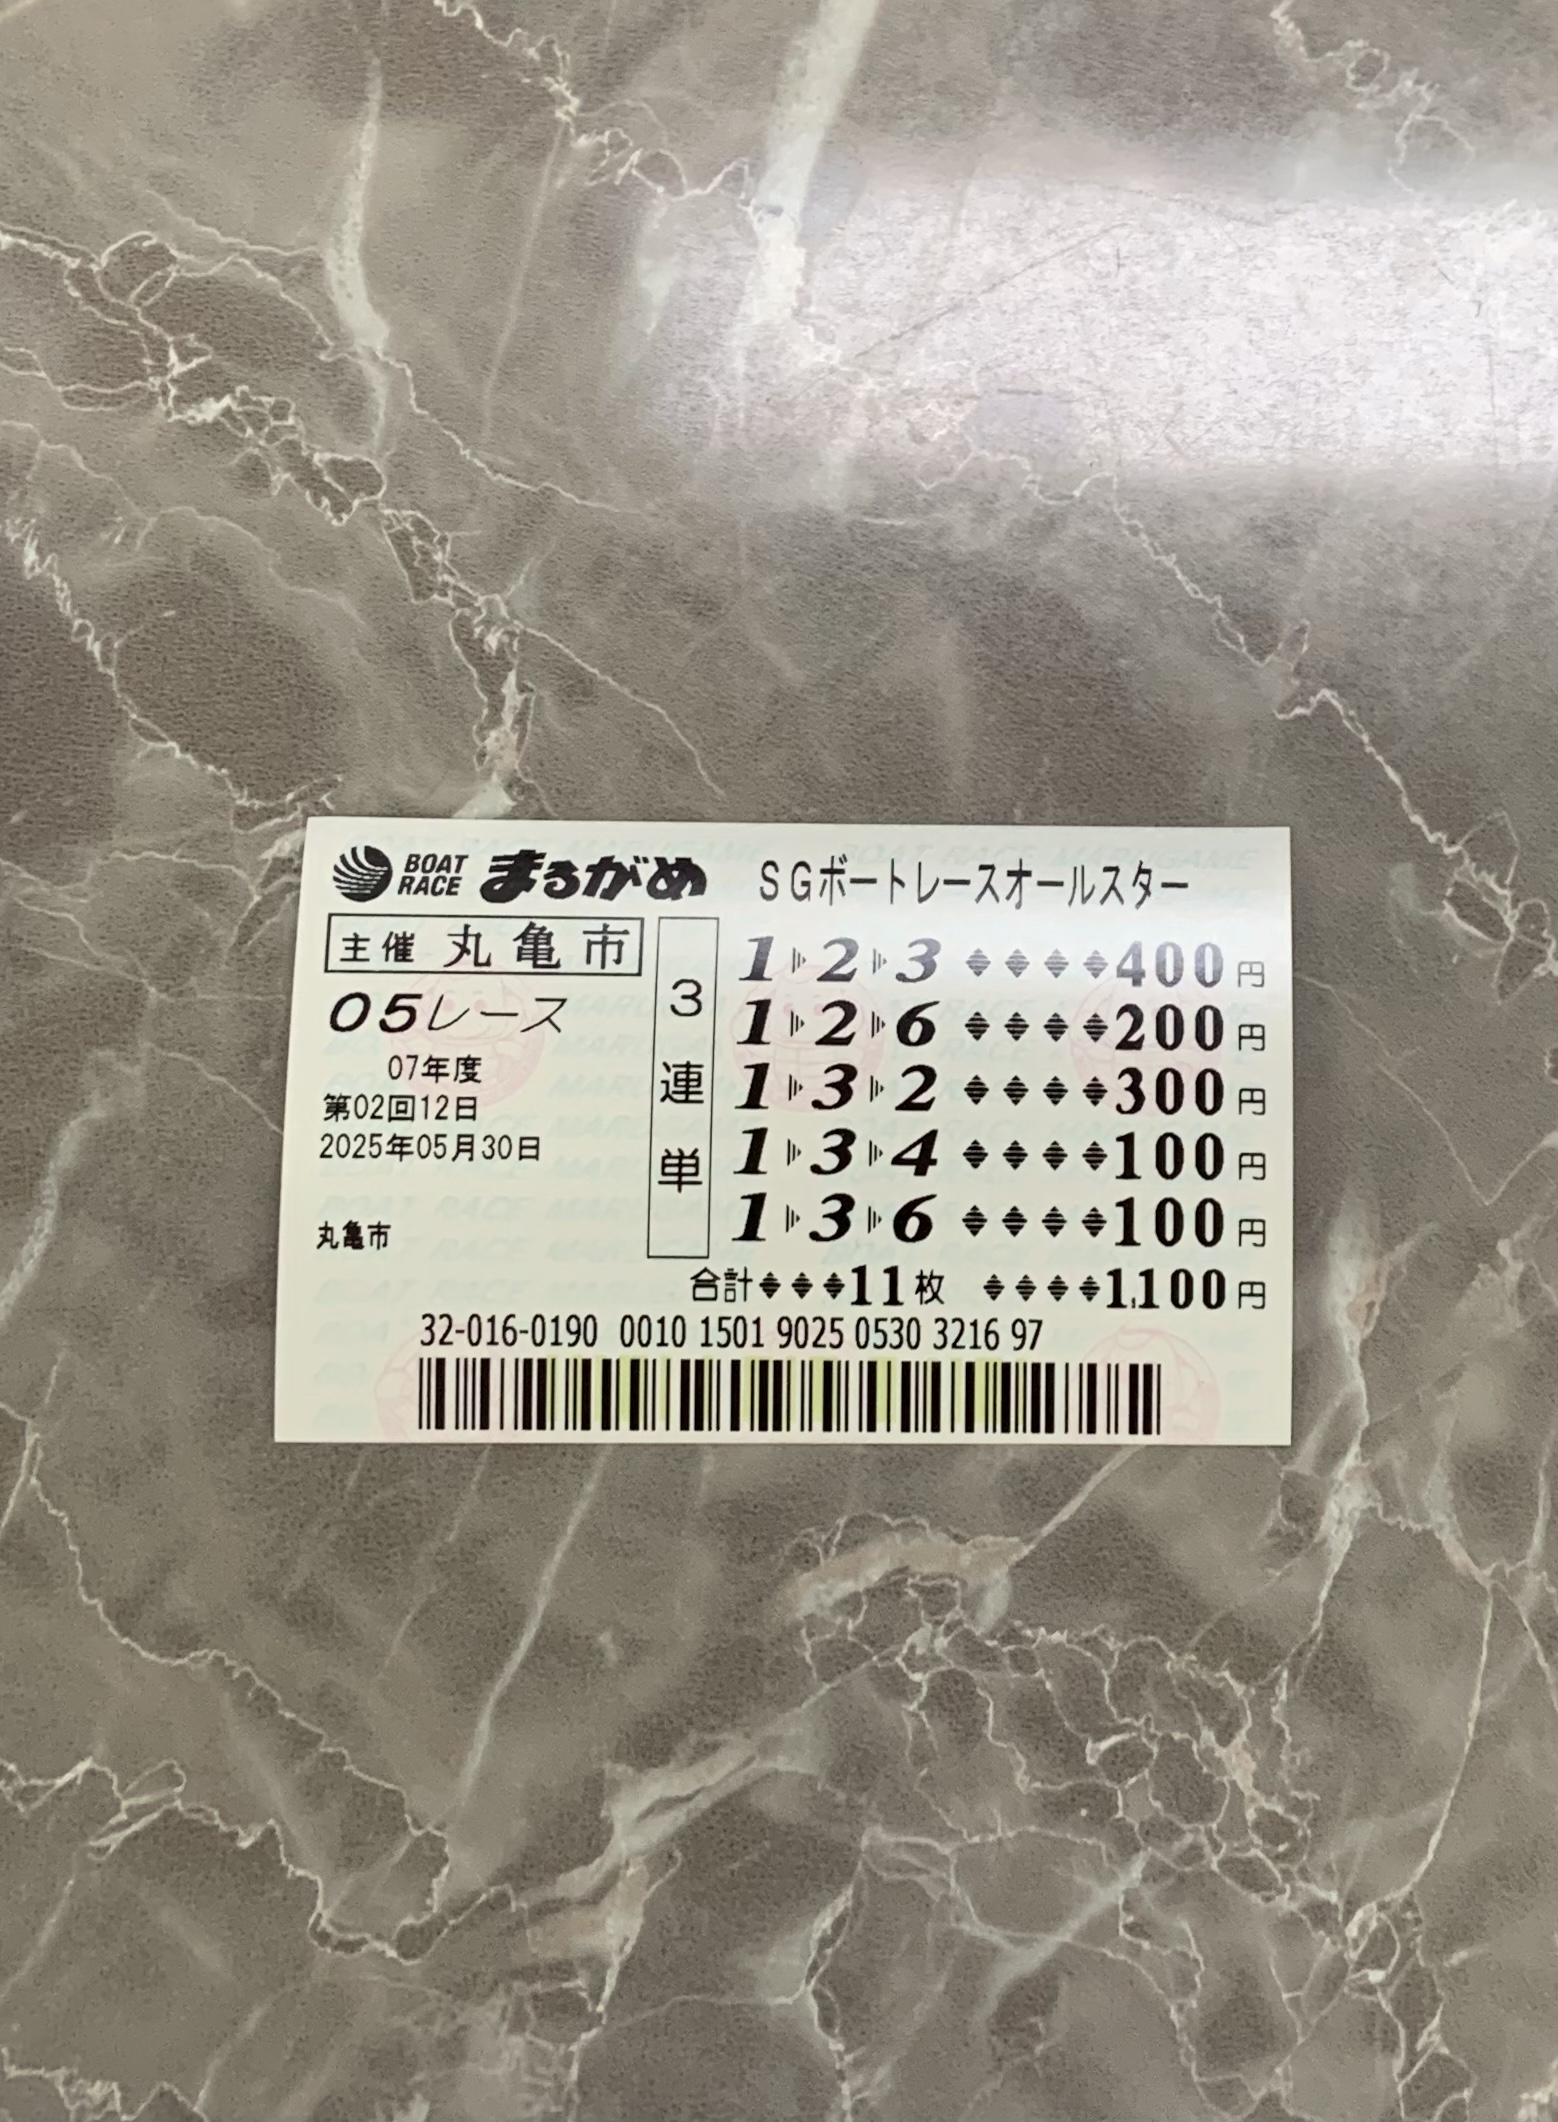 BOAT RACE まるがめ SGボートレースオールスター
主催 丸亀市
05レース
07年度
第02回12日
2025年05月30日
丸亀市
3連単
1 2 3 400円
1 2 6 200円
1 3 2 300円
1 3 4 100円
1 3 6 100円
合計 11枚 1,100円
32-016-0190 0010 1501 9025 0530 3216 97